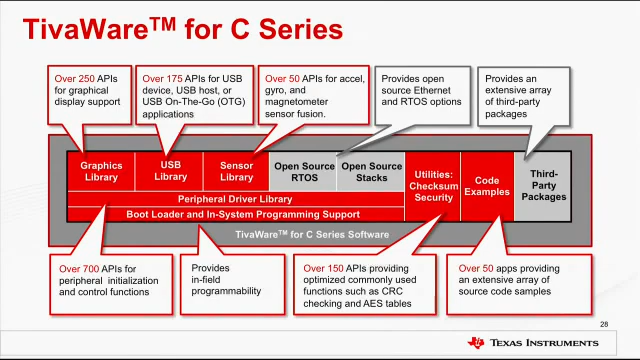 TivaWare™ for C Series
Over 250 APIs
for graphical
display support
Over 175 APIs for USB
device, USB host, or
USB On-The-Go (OTG)
applications
Over 50 APIs for accel,
gyro, and
magnetometer
sensor fusion.
Provides open
source Ethernet
and RTOS options
Provides an
extensive array
of third-party
packages
Graphics
Library
USB
Library
Sensor
Library
Open Source
RTOS
Open Source
Stacks
Utilities:
Checksum
Security
Code
Examples
Third-
Party
Packages
Peripheral Driver Library
Boot Loader and In-System Programming Support
TivaWare™ for C Series Software
Over 700 APIs for
peripheral initialization
and control functions
Provides
in-field
programmability
Over 150 APIs providing
optimized commonly used
functions such as CRC
checking and AES tables
Over 50 apps providing
an extensive array of
source code samples
28
TEXAS INSTRUMENTS